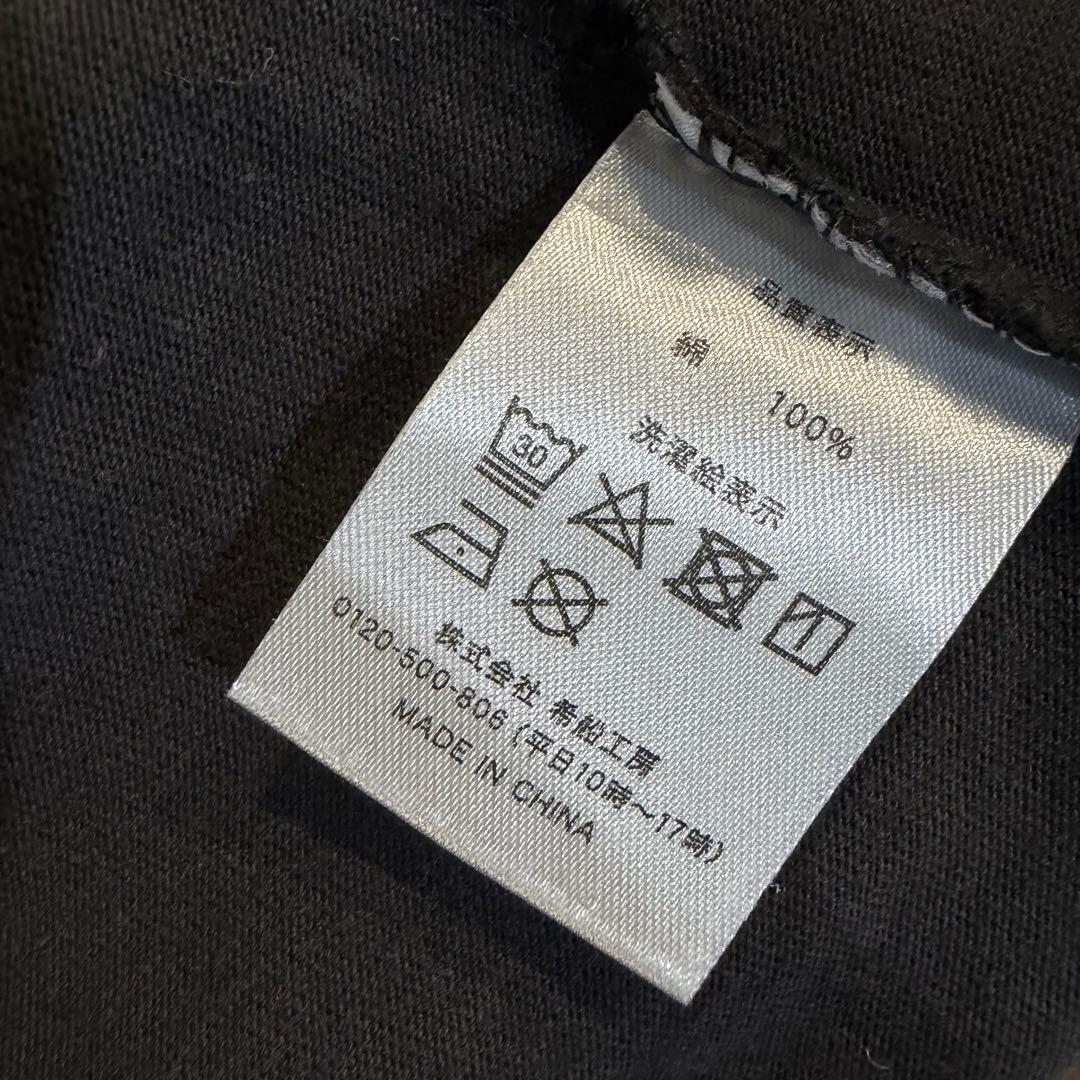 品質表示
綿 100%
洗濯絵表示
30
株式会社 希船工房
0120-500-806 (平日10時～17時)
MADE IN CHINA